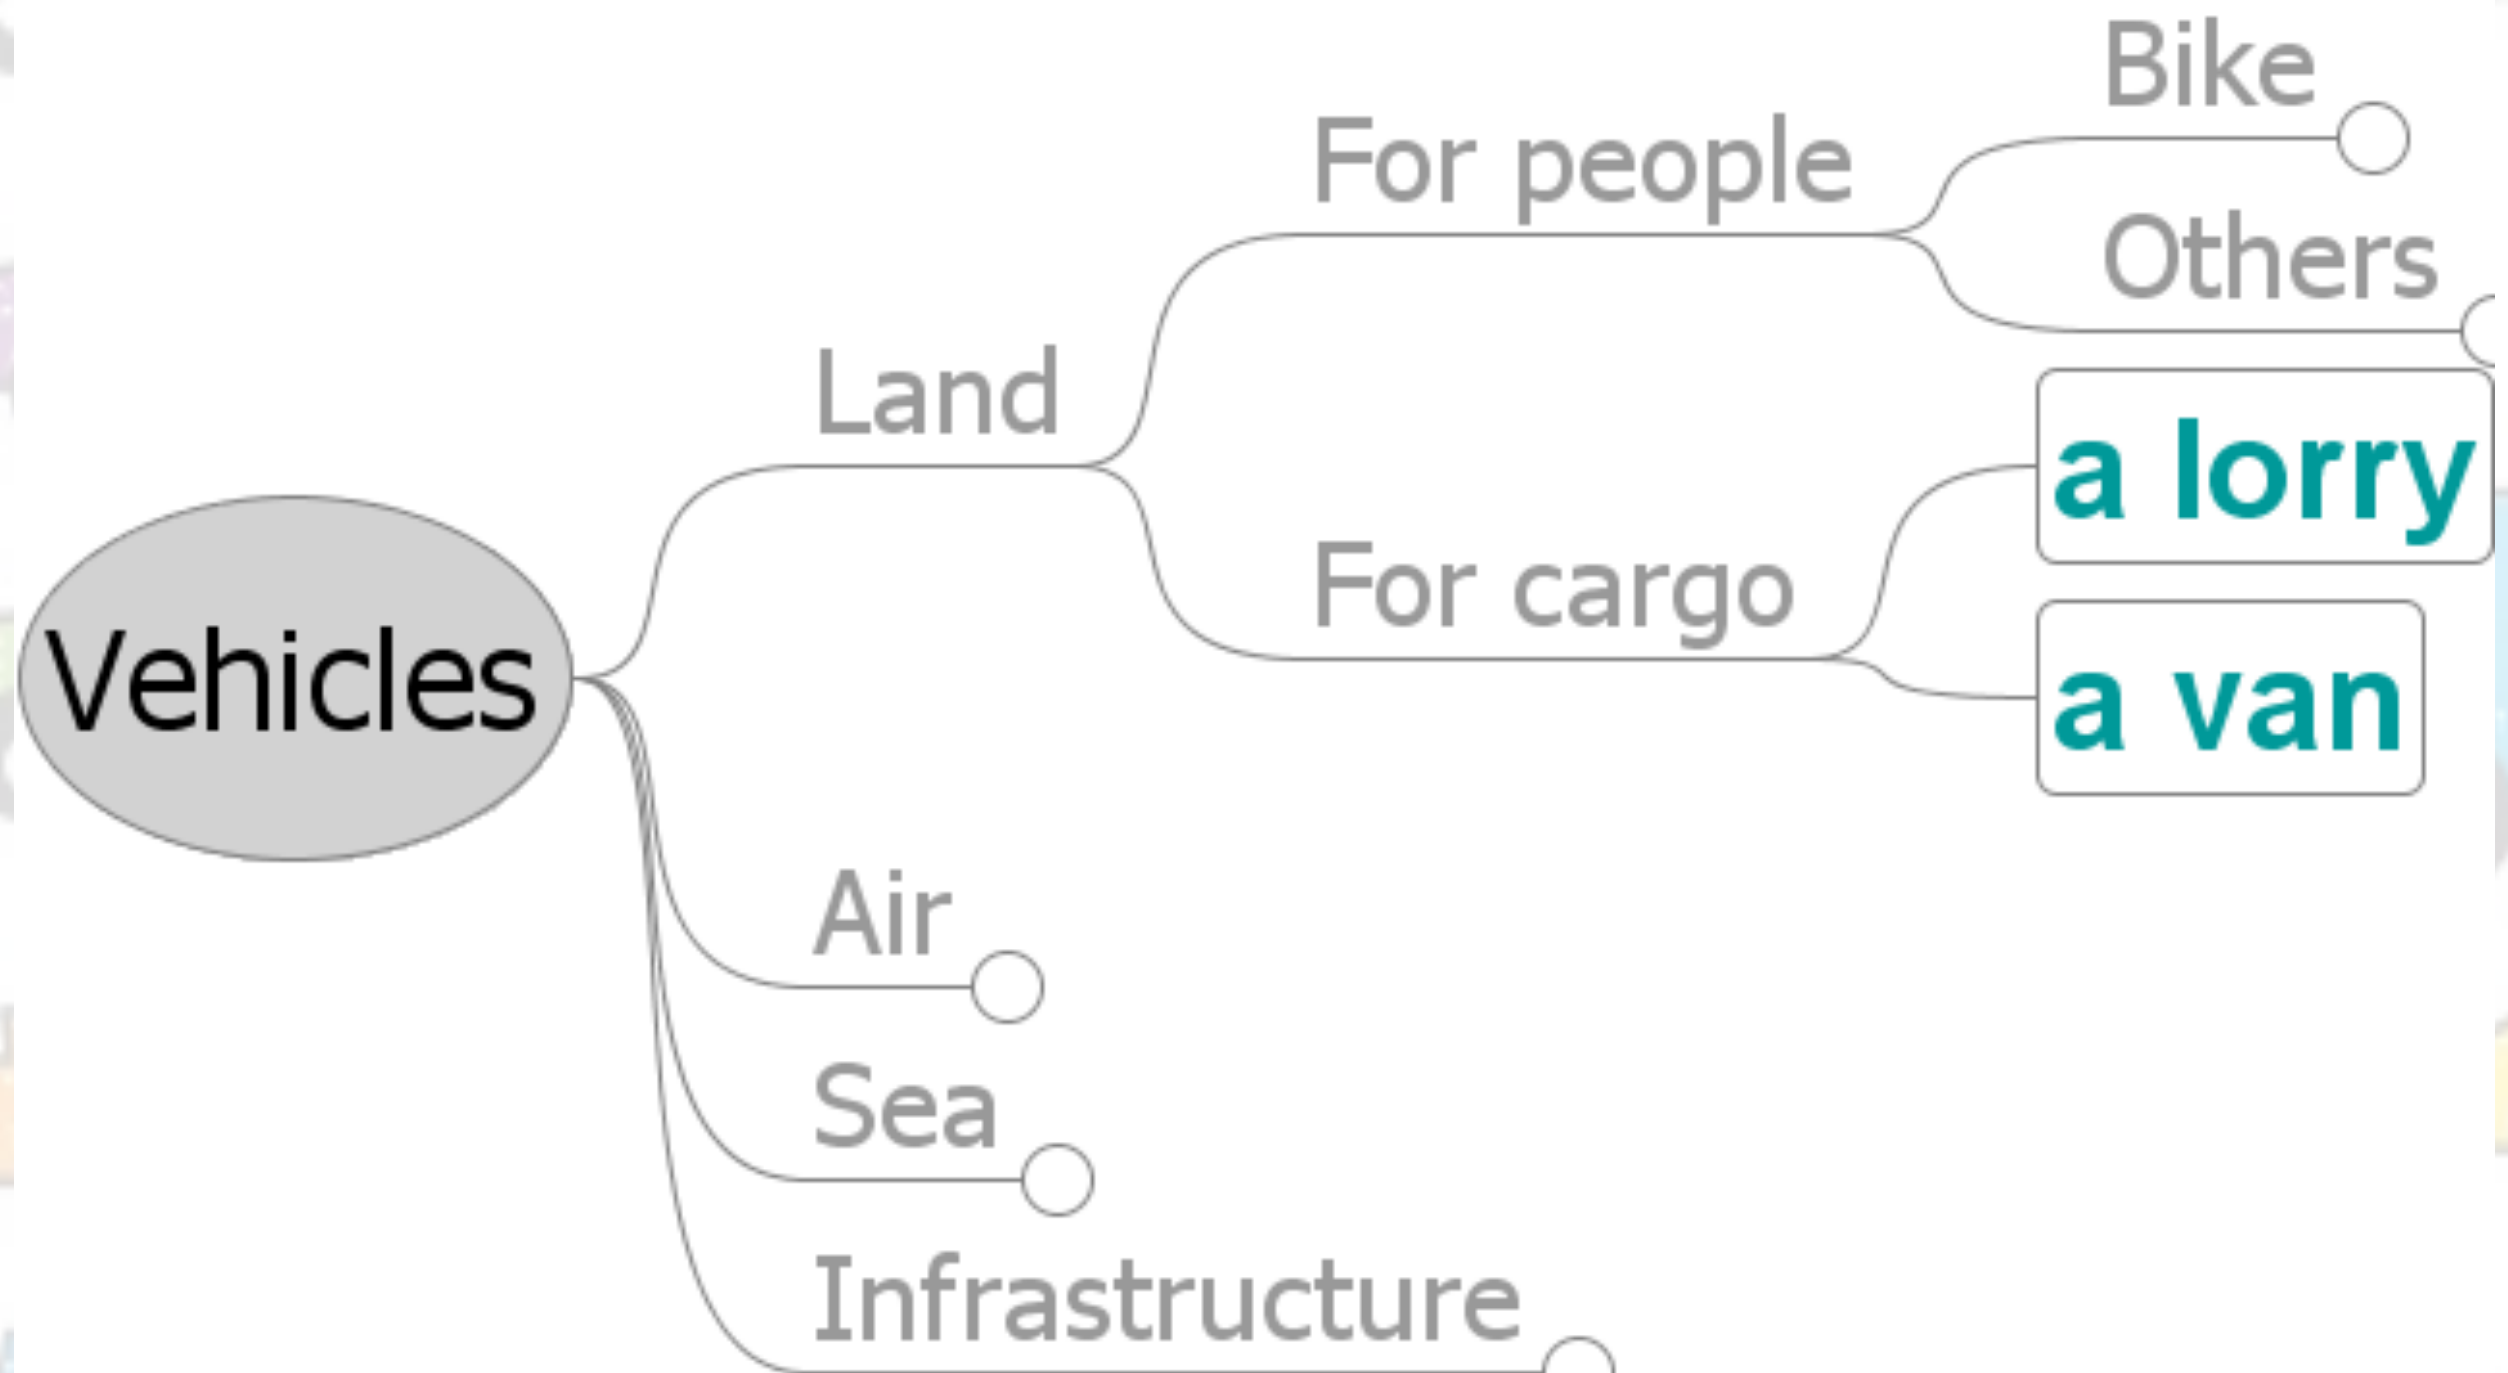 Bike
For people
Others
Land
a lorry
For cargo
Vehicles
a van
Air
Sea
Infrastructure